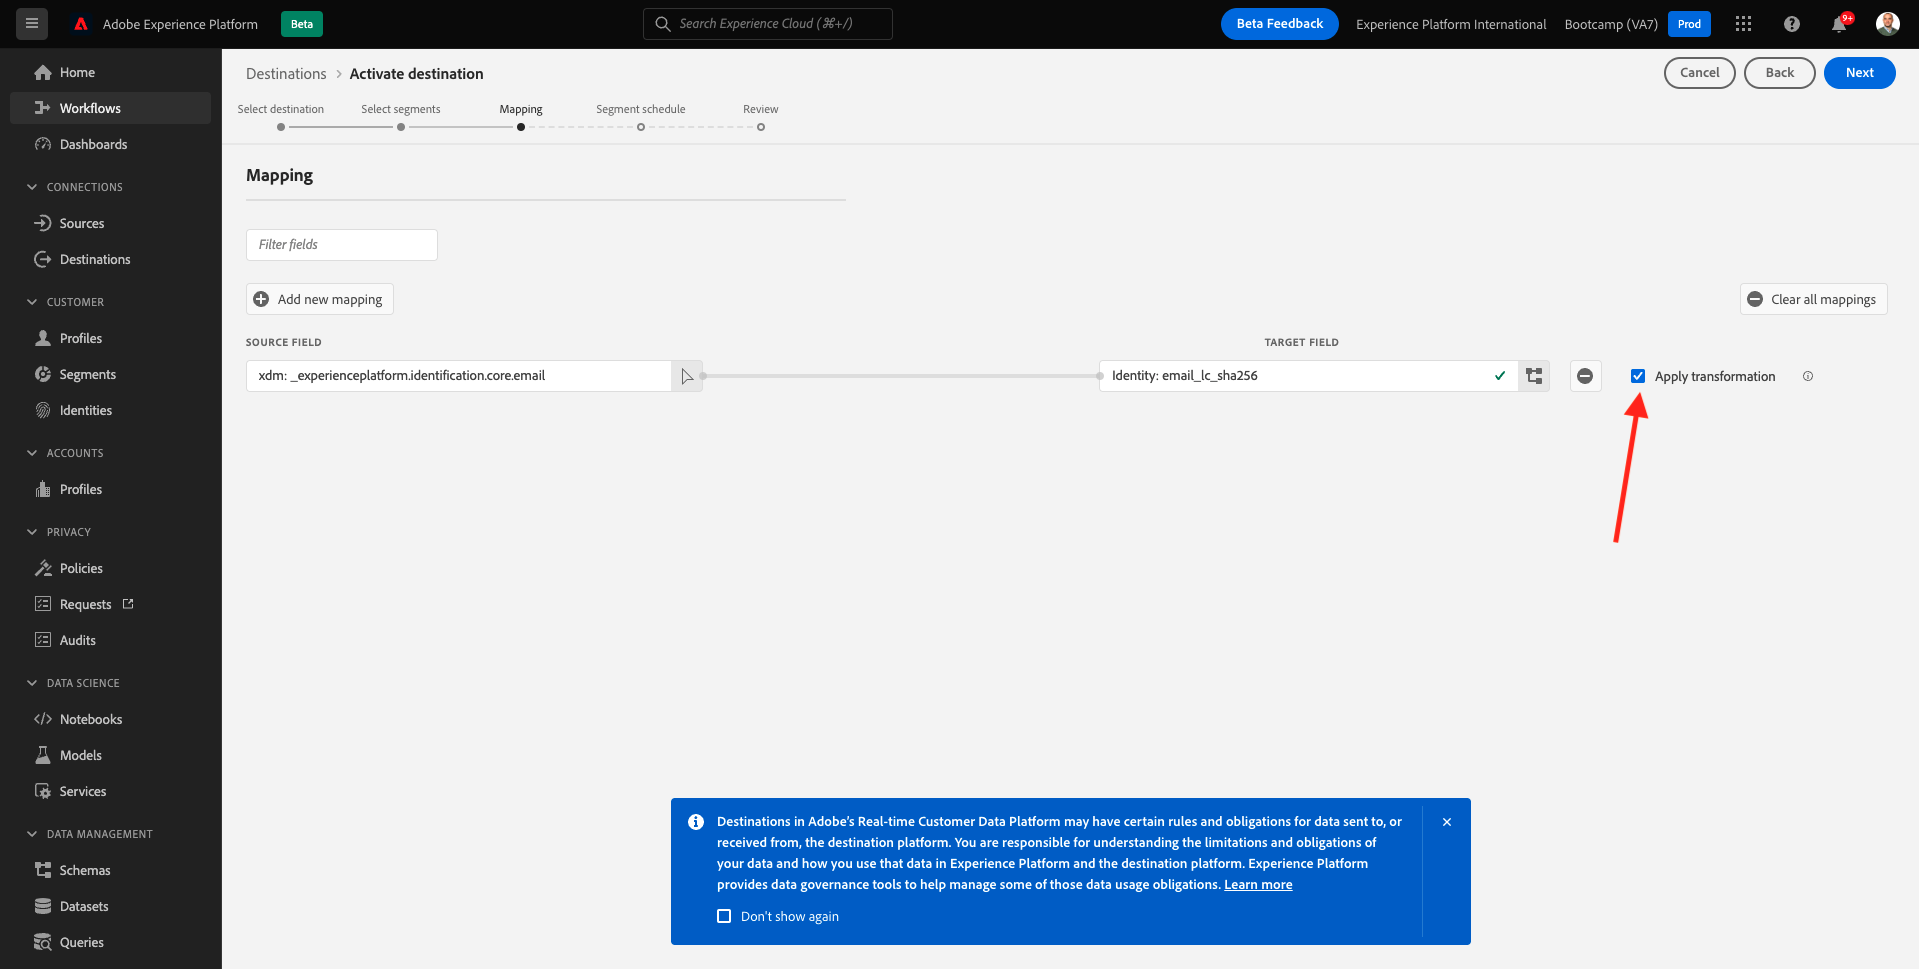 Adobe Experience Platform
Beta
Search Experience Cloud (⌘+/)
Beta Feedback
Experience Platform International
Bootcamp (VA7)
Prod
9+
Home
Workflows
Dashboards
CONNECTIONS
Sources
Destinations
CUSTOMER
Profiles
Segments
Identities
ACCOUNTS
Profiles
PRIVACY
Policies
Requests
Audits
DATA SCIENCE
Notebooks
Models
Services
DATA MANAGEMENT
Schemas
Datasets
Queries
Destinations > Activate destination
Cancel
Back
Next
Select destination
Select segments
Mapping
Segment schedule
Review
Mapping
Filter fields
Add new mapping
Clear all mappings
SOURCE FIELD
TARGET FIELD
xdm: _experienceplatform.identification.core.email
Identity: email_lc_sha256
Apply transformation
Destinations in Adobe's Real-time Customer Data Platform may have certain rules and obligations for data sent to, or
received from, the destination platform. You are responsible for understanding the limitations and obligations of
your data and how you use that data in Experience Platform and the destination platform. Experience Platform
provides data governance tools to help manage some of those data usage obligations. Learn more
Don't show again